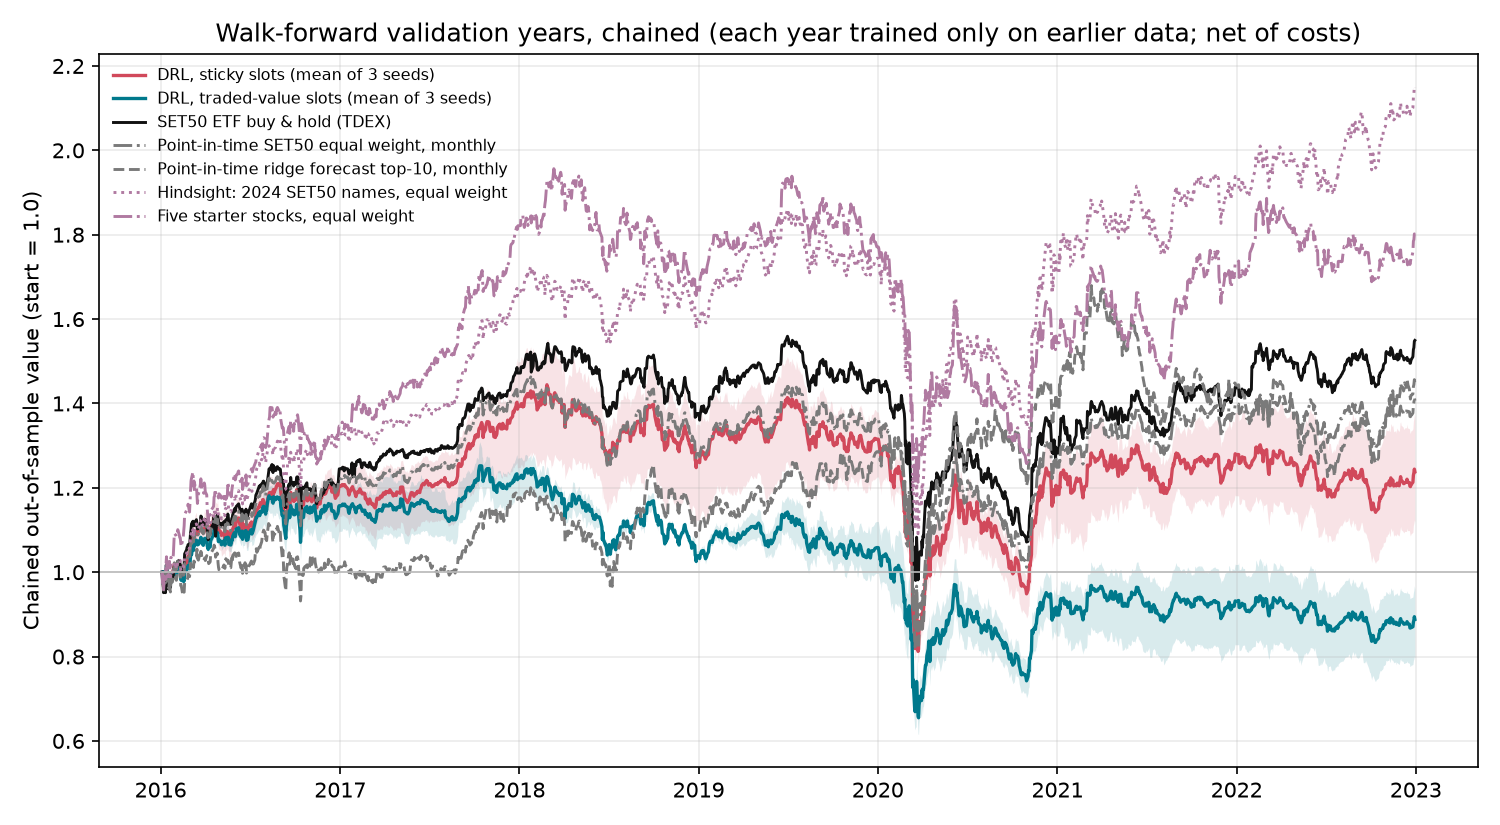 Walk-forward validation years, chained (each year trained only on earlier data; net of costs)
Chained out-of-sample value (start = 1.0)
2.2
2.0
1.8
1.6
1.4
1.2
1.0
0.8
0.6
DRL, sticky slots (mean of 3 seeds)
DRL, traded-value slots (mean of 3 seeds)
SET50 ETF buy & hold (TDEX)
Point-in-time SET50 equal weight, monthly
Point-in-time ridge forecast top-10, monthly
Hindsight: 2024 SET50 names, equal weight
Five starter stocks, equal weight
2016
2017
2018
2019
2020
2021
2022
2023